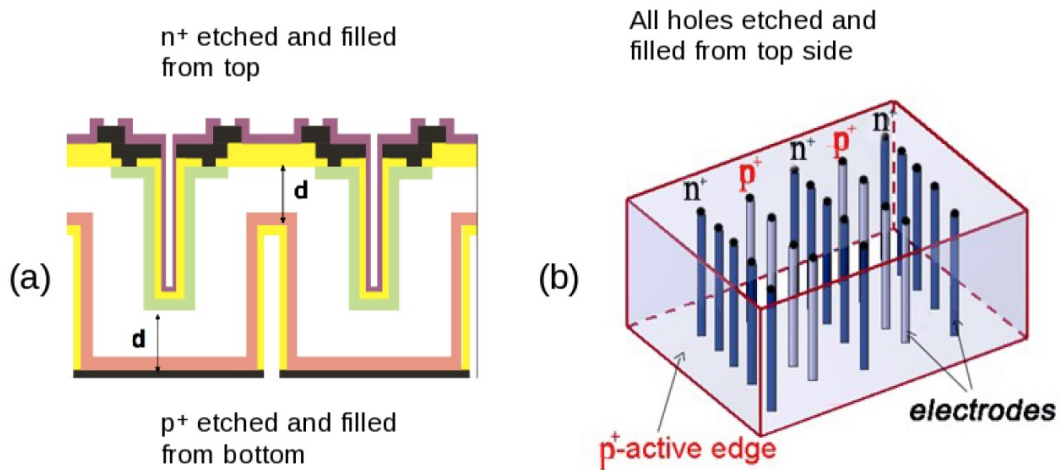 n+ etched and filled
from top
d
(a)
d
p+ etched and filled
from bottom
All holes etched and
filled from top side
n+
p+
n+
p+
n+
(b)
electrodes
p+-active edge